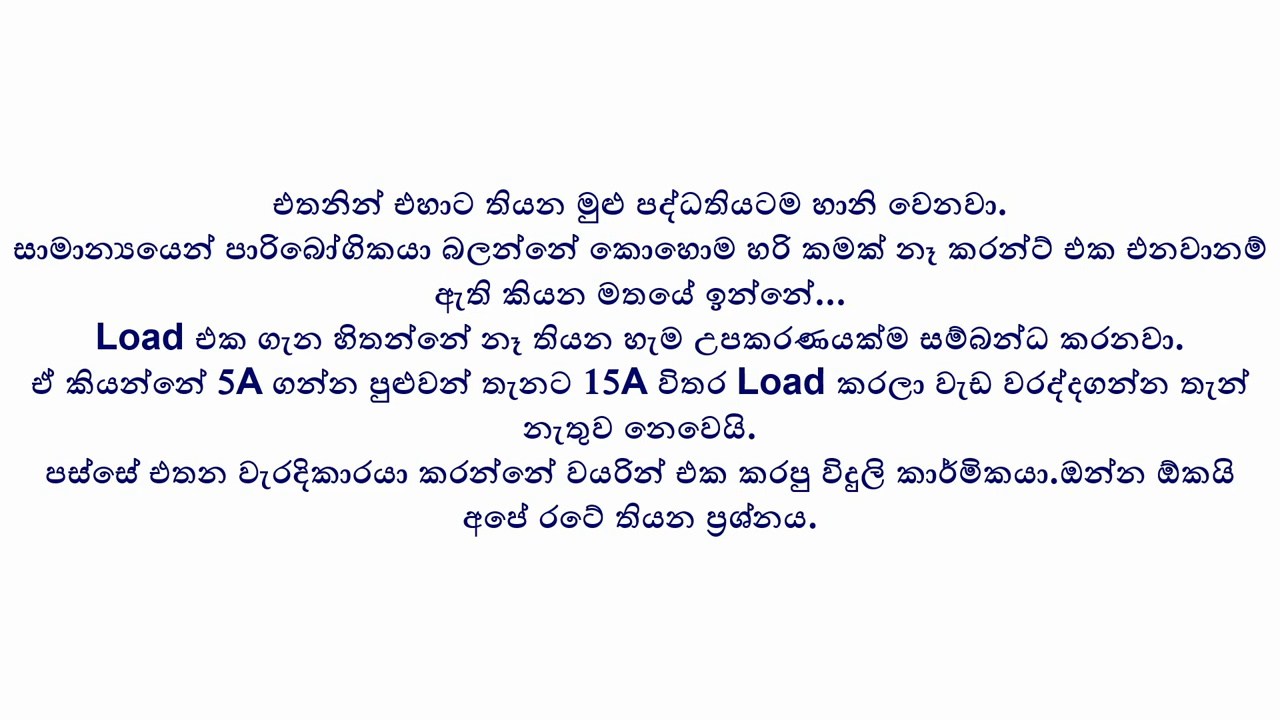 එතනින් එහාට තියන මුළු පද්ධතියටම හානි වෙනවා.
සාමාන්‍යයෙන් පාරිබෝගිකයා බලන්නේ කොහොම හරි කමක් නෑ කරන්ට් එක එනවානම්
ඇති කියන මතයේ ඉන්නේ...
Load එක ගැන හිතන්නේ නෑ තියන හැම උපකරණයක්ම සම්බන්ධ කරනවා.
ඒ කියන්නේ 5A ගන්න පුළුවන් තැනට 15A විතර Load කරලා වැඩ වරද්දගන්න තැන්
නැතුව නෙවෙයි.
පස්සේ එතන වැරදිකාරයා කරන්නේ වයරින් එක කරපු විදුලි කාර්මිකයා.ඔන්න ඕකයි
අපේ රටේ තියන ප්‍රශ්නය.